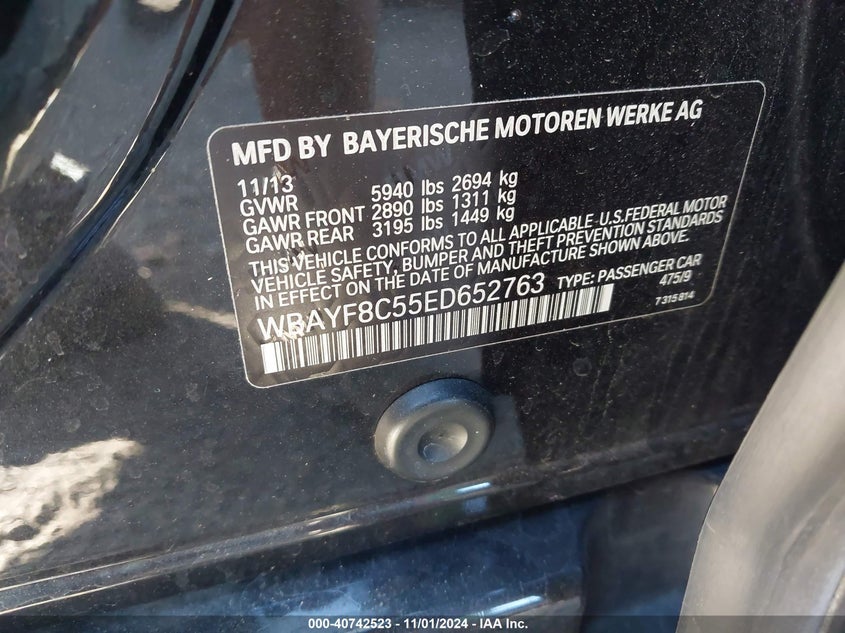 MFD BY BAYERISCHE MOTOREN WERKE AG
11/13
GVWR 5940 lbs 2694 kg
GAWR FRONT 2890 lbs 1311 kg
GAWR REAR 3195 lbs 1449 kg
THIS VEHICLE CONFORMS TO ALL APPLICABLE U.S.FEDERAL MOTOR
VEHICLE SAFETY, BUMPER AND THEFT PREVENTION STANDARDS
IN EFFECT ON THE DATE OF MANUFACTURE SHOWN ABOVE.
WBAYF8C55ED652763 TYPE: PASSENGER CAR
475/9
7 315 814
000-40742523 - 11/01/2024 - IAA Inc.